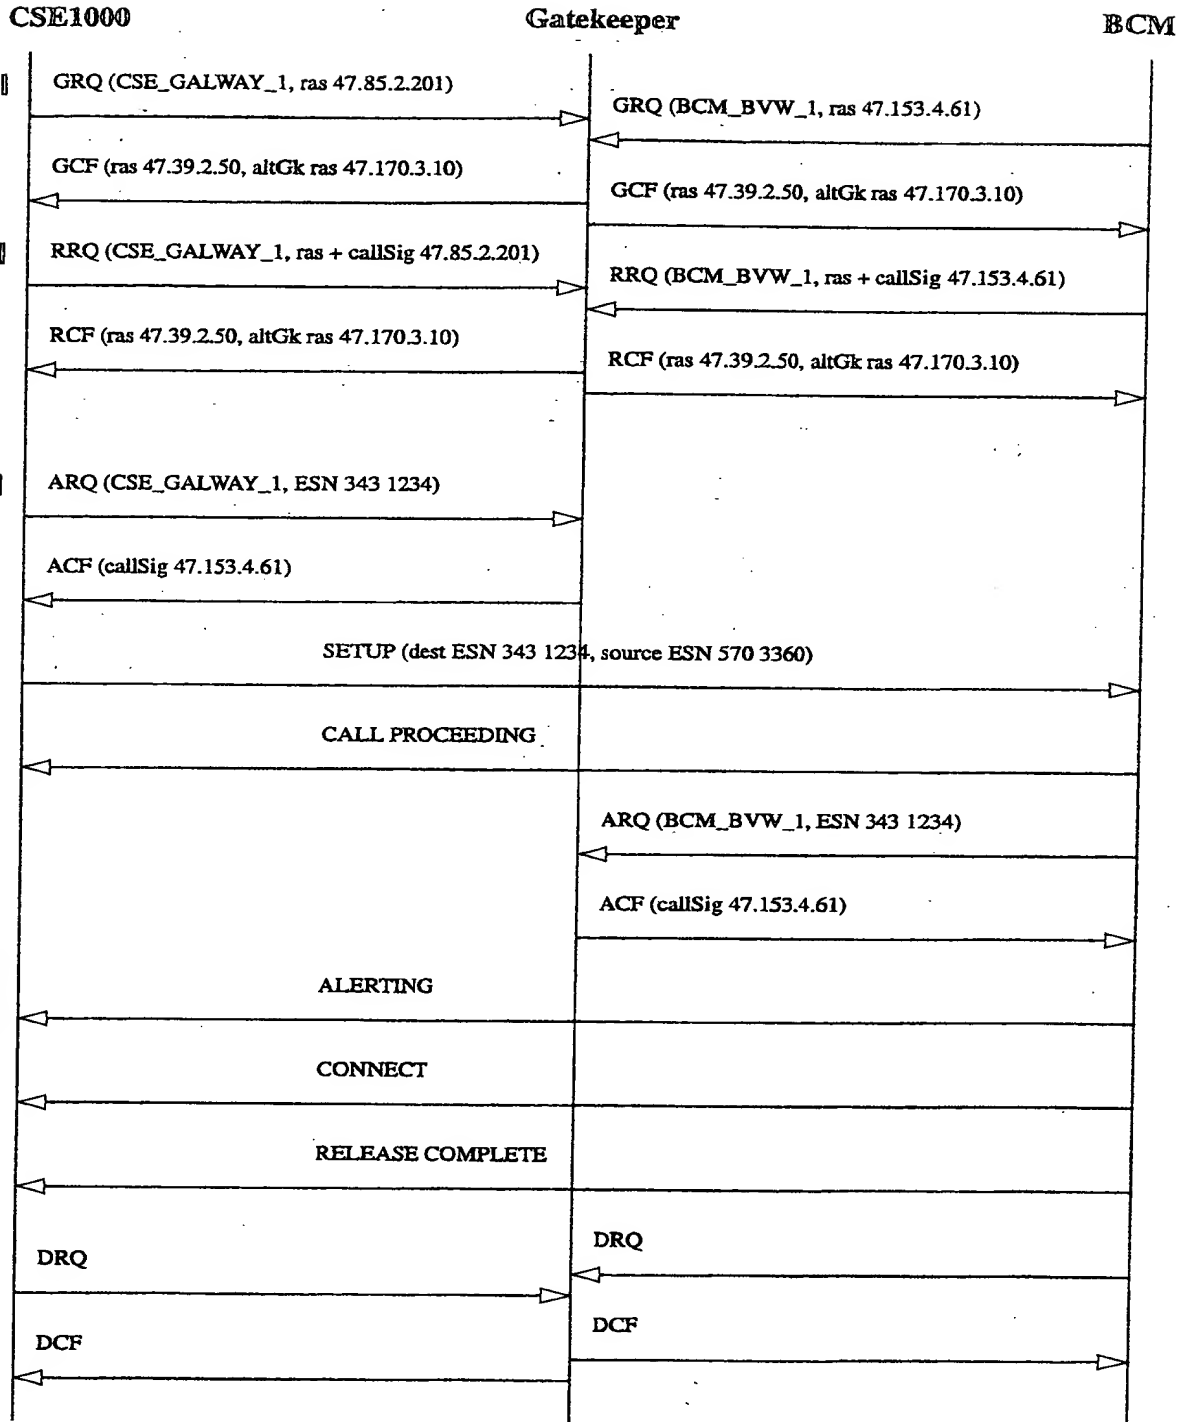 CSE1000 Gatekeeper BCM
GRQ (CSE_GALWAY_1, ras 47.85.2.201)
GRQ (BCM_BVW_1, ras 47.153.4.61)
GCF (ras 47.39.2.50, altGk ras 47.170.3.10)
GCF (ras 47.39.2.50, altGk ras 47.170.3.10)
RRQ (CSE_GALWAY_1, ras + callSig 47.85.2.201)
RRQ (BCM_BVW_1, ras + callSig 47.153.4.61)
RCF (ras 47.39.2.50, altGk ras 47.170.3.10)
RCF (ras 47.39.2.50, altGk ras 47.170.3.10)
ARQ (CSE_GALWAY_1, ESN 343 1234)
ACF (callSig 47.153.4.61)
SETUP (dest ESN 343 1234, source ESN 570 3360)
CALL PROCEEDING
ARQ (BCM_BVW_1, ESN 343 1234)
ACF (callSig 47.153.4.61)
ALERTING
CONNECT
RELEASE COMPLETE
DRQ
DRQ
DCF
DCF